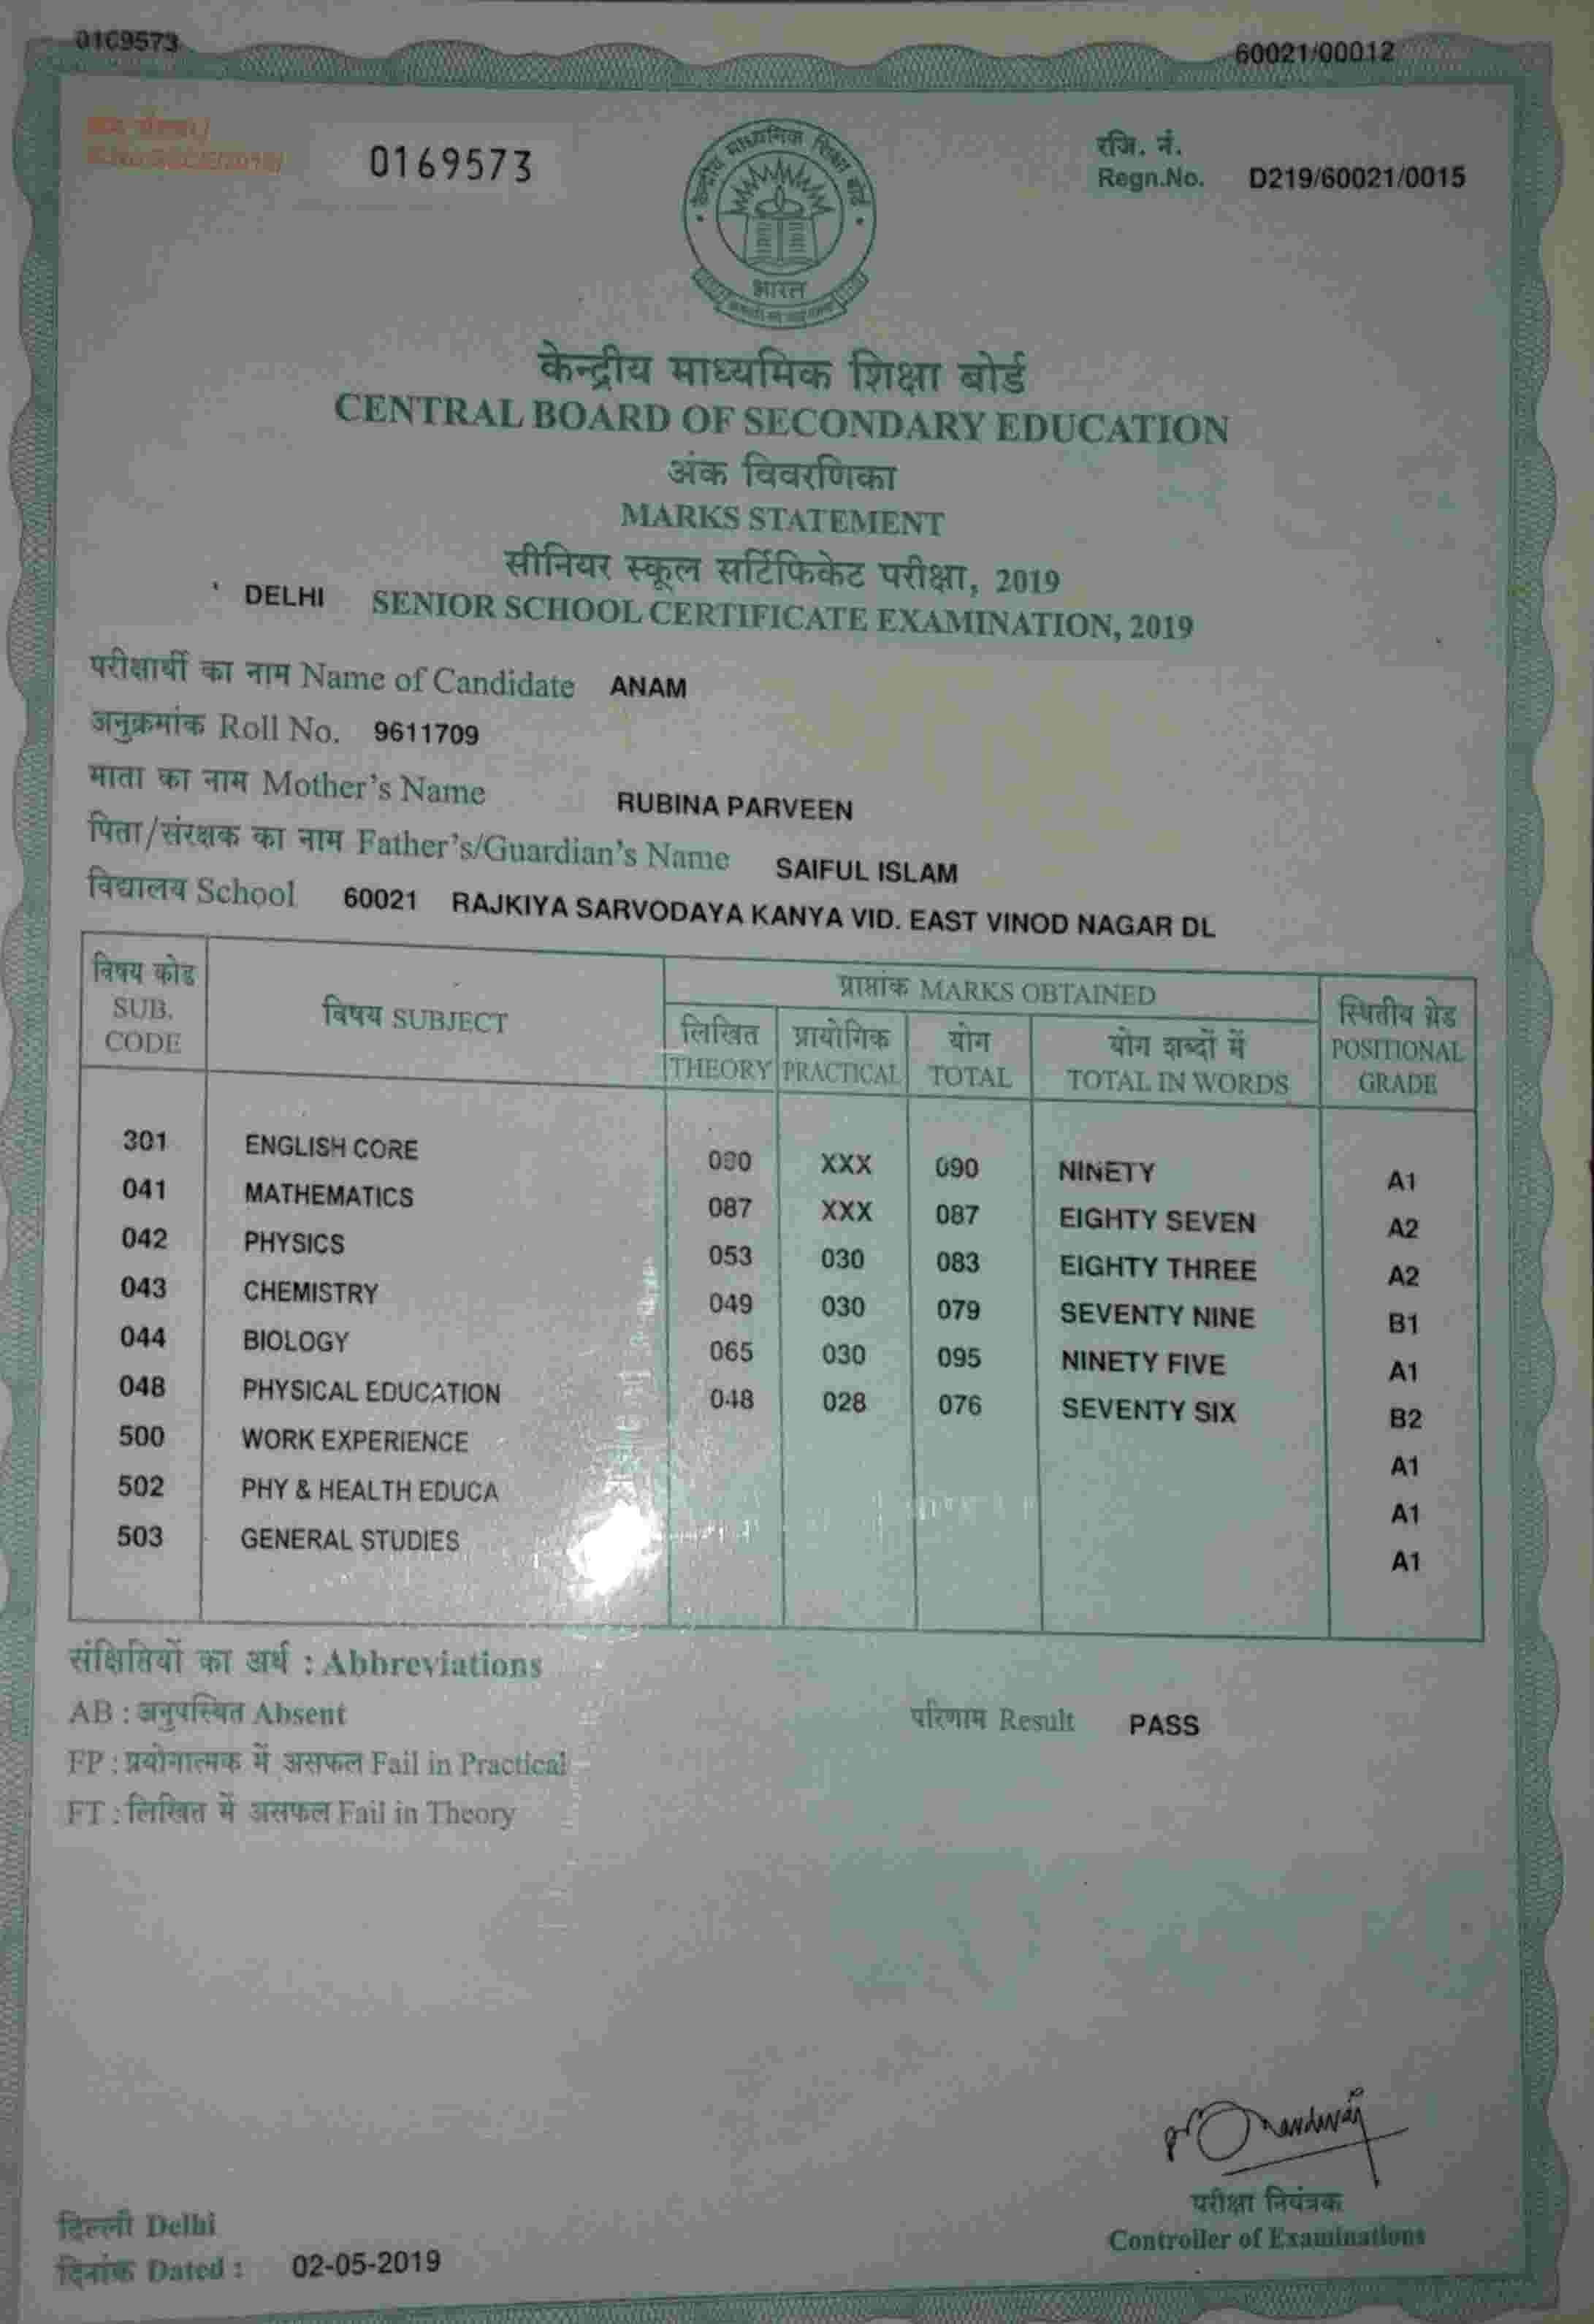 0169573
60021/00012
0169573
रजि. नं.
Regn.No. D219/60021/0015
केन्द्रीय माध्यमिक शिक्षा बोर्ड
भारत
केन्द्रीय माध्यमिक शिक्षा बोर्ड
CENTRAL BOARD OF SECONDARY EDUCATION
अंक विवरणिका
MARKS STATEMENT
सीनियर स्कूल सर्टिफिकेट परीक्षा, 2019
DELHI SENIOR SCHOOL CERTIFICATE EXAMINATION, 2019
परीक्षार्थी का नाम Name of Candidate ANAM
अनुक्रमांक Roll No. 9611709
माता का नाम Mother's Name RUBINA PARVEEN
पिता/संरक्षक का नाम Father's/Guardian's Name SAIFUL ISLAM
विद्यालय School 60021 RAJKIYA SARVODAYA KANYA VID. EAST VINOD NAGAR DL
विषय कोड SUB. CODE विषय SUBJECT प्राप्तांक MARKS OBTAINED स्थितीय ग्रेड POSITIONAL GRADE
लिखित THEORY प्रायोगिक PRACTICAL योग TOTAL योग शब्दों में TOTAL IN WORDS
301 ENGLISH CORE 090 XXX 090 NINETY A1
041 MATHEMATICS 087 XXX 087 EIGHTY SEVEN A2
042 PHYSICS 053 030 083 EIGHTY THREE A2
043 CHEMISTRY 049 030 079 SEVENTY NINE B1
044 BIOLOGY 065 030 095 NINETY FIVE A1
048 PHYSICAL EDUCATION 048 028 076 SEVENTY SIX B2
500 WORK EXPERIENCE A1
502 PHY & HEALTH EDUCA A1
503 GENERAL STUDIES A1
संक्षिप्तियों का अर्थ : Abbreviations
AB : अनुपस्थित Absent
परिणाम Result PASS
FP : प्रयोगात्मक में असफल Fail in Practical
FT : लिखित में असफल Fail in Theory
परीक्षा नियंत्रक
Controller of Examinations
दिल्ली Delhi
दिनांक Dated : 02-05-2019